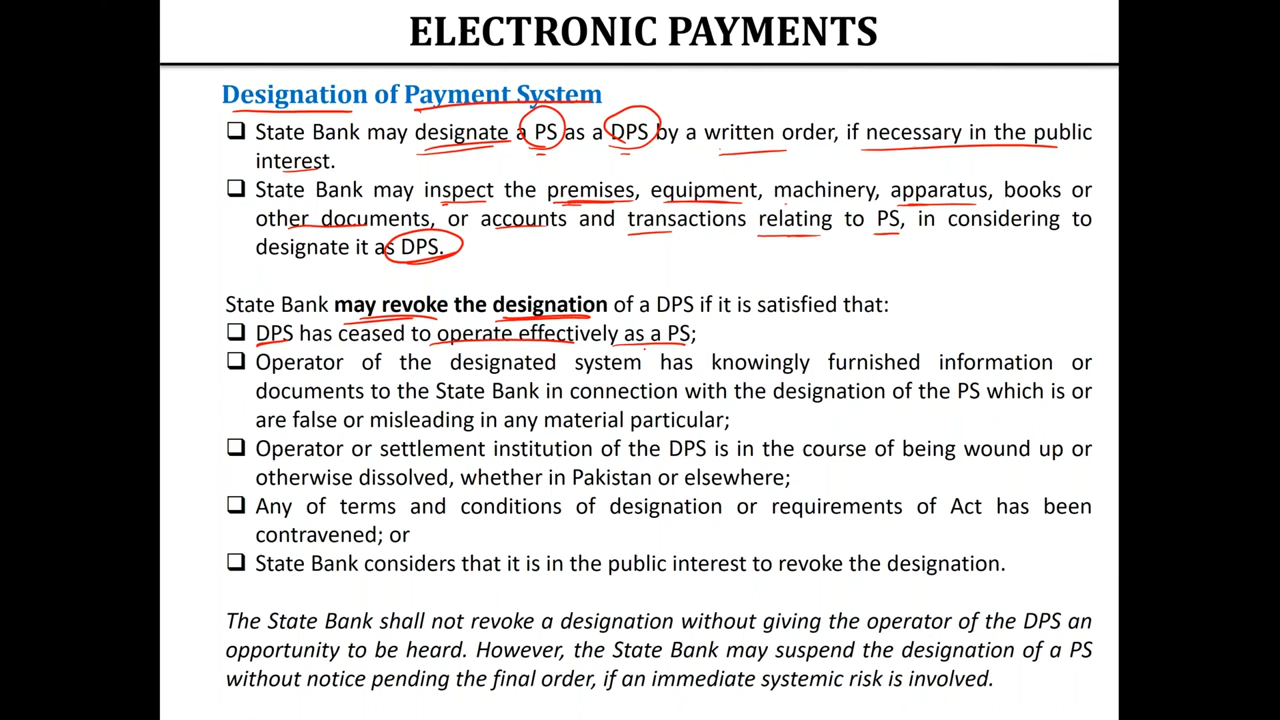 ELECTRONIC PAYMENTS
Designation of Payment System
❑ State Bank may designate a PS as a DPS by a written order, if necessary in the public
interest.
❑ State Bank may inspect the premises, equipment, machinery, apparatus, books or
other documents, or accounts and transactions relating to PS, in considering to
designate it as DPS.
State Bank may revoke the designation of a DPS if it is satisfied that:
❑ DPS has ceased to operate effectively as a PS;
❑ Operator of the designated system has knowingly furnished information or
documents to the State Bank in connection with the designation of the PS which is or
are false or misleading in any material particular;
❑ Operator or settlement institution of the DPS is in the course of being wound up or
otherwise dissolved, whether in Pakistan or elsewhere;
❑ Any of terms and conditions of designation or requirements of Act has been
contravened; or
❑ State Bank considers that it is in the public interest to revoke the designation.
The State Bank shall not revoke a designation without giving the operator of the DPS an
opportunity to be heard. However, the State Bank may suspend the designation of a PS
without notice pending the final order, if an immediate systemic risk is involved.